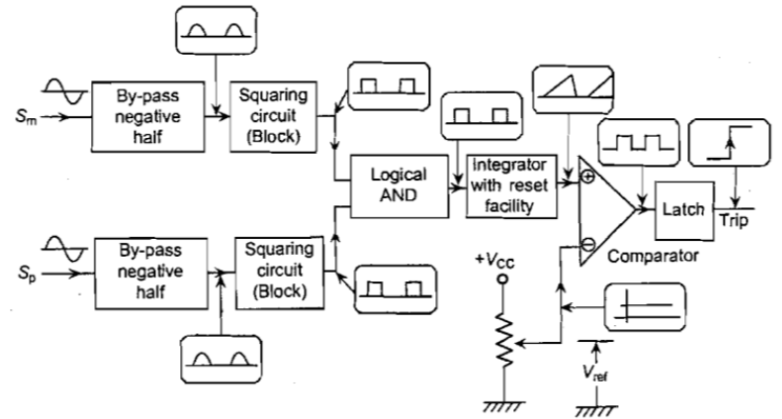 By-pass
negative
half
Squaring
circuit
(Block)
Sm
Logical
AND
Integrator
with reset
facility
Latch
Trip
Comparator
By-pass
negative
half
Squaring
circuit
(Block)
Sp
+VCC
Vref